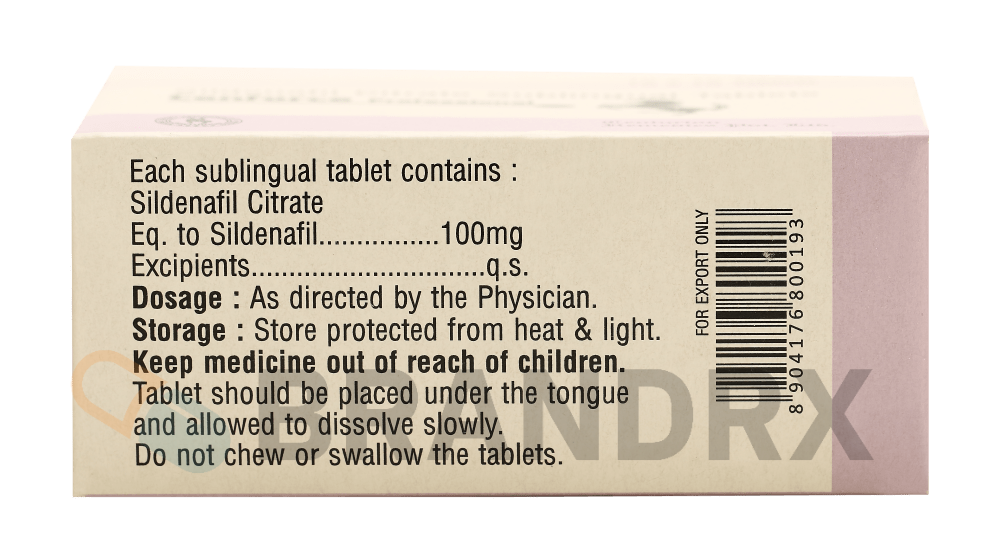 Each sublingual tablet contains :
Sildenafil Citrate
Eq. to Sildenafil................100mg
Excipients...............................q.s.
Dosage : As directed by the Physician.
Storage : Store protected from heat & light.
Keep medicine out of reach of children.
Tablet should be placed under the tongue
and allowed to dissolve slowly.
Do not chew or swallow the tablets.
FOR EXPORT ONLY
8 904176 800193
BRANDRX